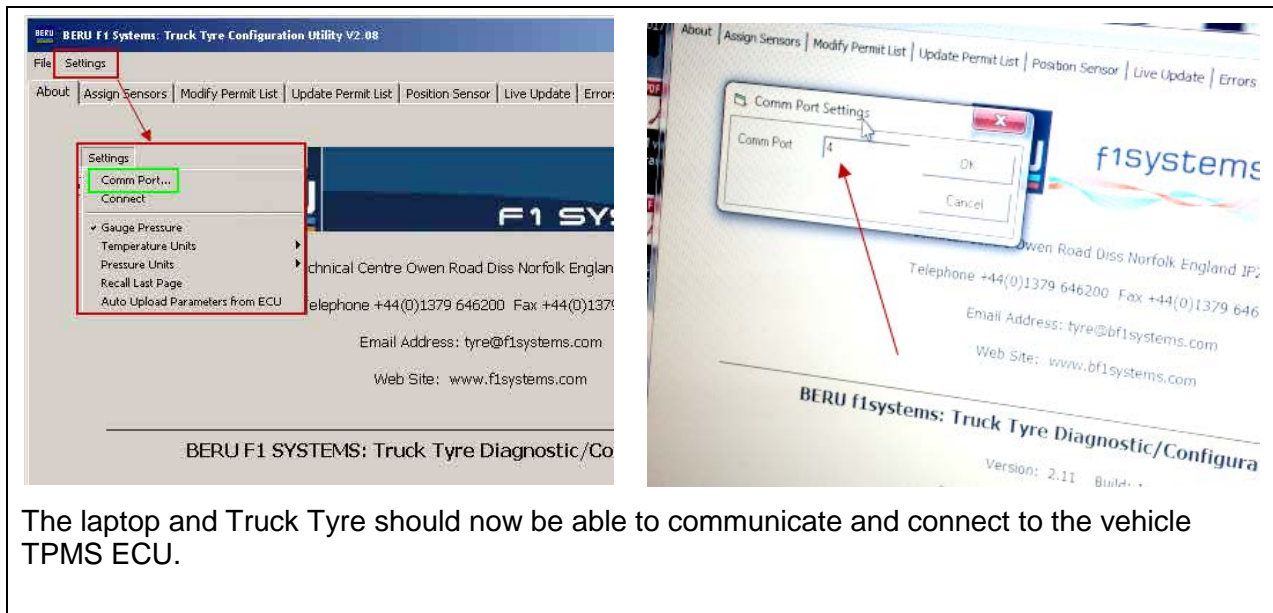 BERU BERU F1 Systems: Truck Tyre Configuration Utility V2.08
File Settings
About Assign Sensors Modify Permit List Update Permit List Position Sensor Live Update Error
Settings
Comm Port...
Connect
Gauge Pressure
Temperature Units
Pressure Units
Recall Last Page
Auto Upload Parameters from ECU
F1 SY
chnical Centre Owen Road Diss Norfolk Englan
elephone +44(0)1379 646200 Fax +44(0)1379
Email Address: tyre@f1systems.com
Web Site: www.f1systems.com
BERU F1 SYSTEMS: Truck Tyre Diagnostic/Co
About Assign Sensors Modify Permit List Update Permit List Position Sensor Live Update Errors
Comm Port Settings
Comm Port 4
OK
Cancel
f1systems
Owen Road Diss Norfolk England IP2
Telephone +44(0)1379 646200 Fax +44(0)1379 646
Email Address: tyre@bf1systems.com
Web Site: www.bf1systems.com
BERU f1systems: Truck Tyre Diagnostic/Configura
Version: 2.11 Build:
The laptop and Truck Tyre should now be able to communicate and connect to the vehicle
TPMS ECU.